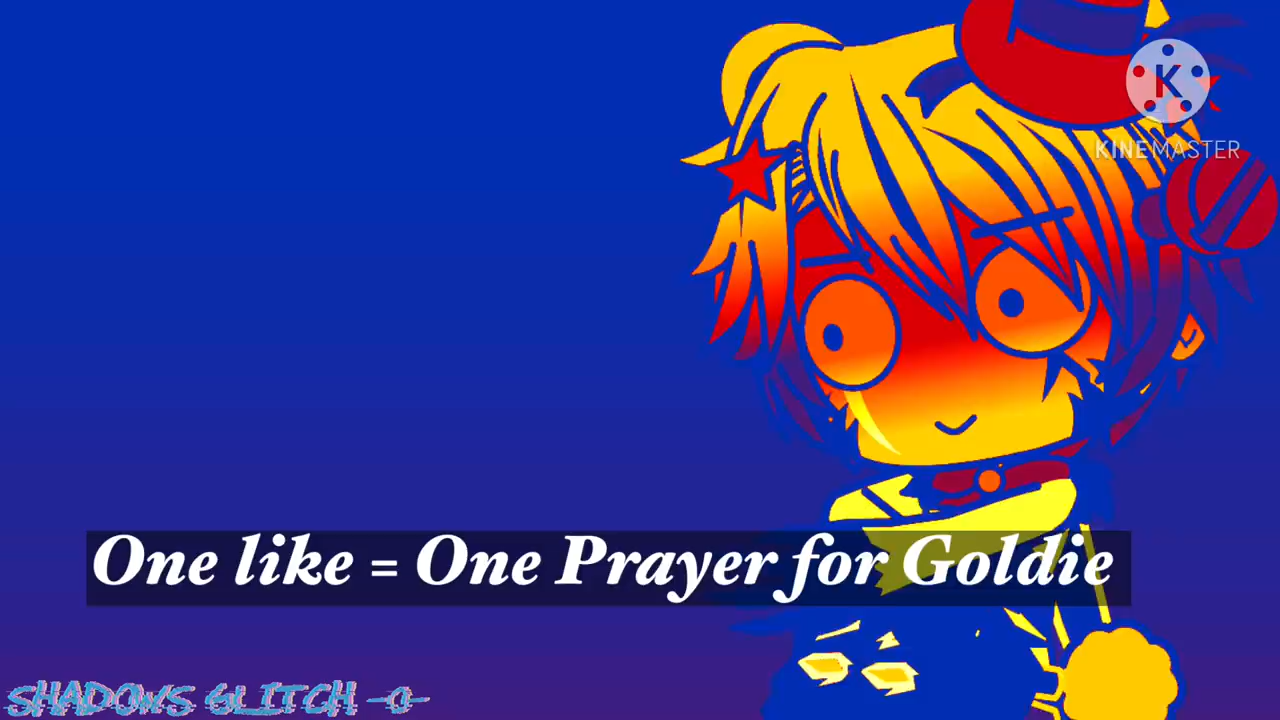 K
KINEMASTER
One like = One Prayer for Goldie
SHADOWS GLITCH -0-